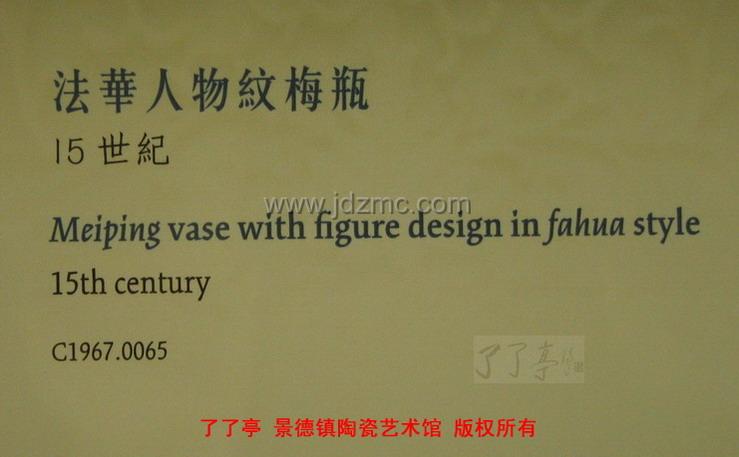 法華人物紋梅瓶
15 世紀
www.jdzmc.com
Meiping vase with figure design in fahua style
15th century
C1967.0065
了了亭
了了亭 景德镇陶瓷艺术馆 版权所有